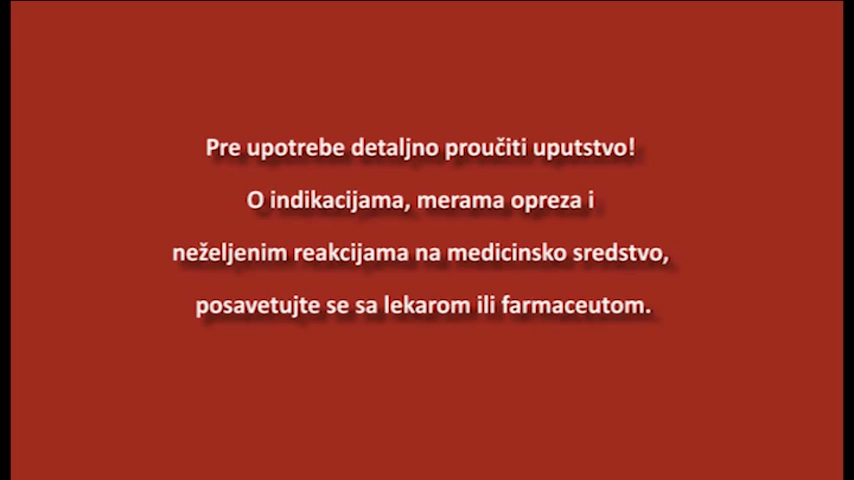 Pre upotrebe detaljno proučiti uputstvo!
O indikacijama, merama opreza i
neželjenim reakcijama na medicinsko sredstvo,
posavetujte se sa lekarom ili farmaceutom.